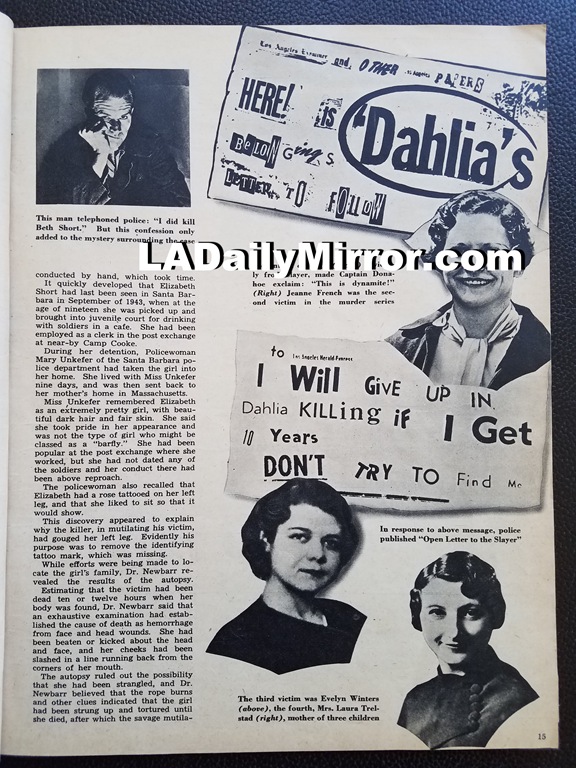 Los Angeles Examiner and OTHER Los Angeles PAPERS
HERE! iS 'Dahlia's
BeLONGiNgS
LETTER TO FOLLOW
This man telephoned police: "I did kill
Beth Short." But this confession only
added to the mystery surrounding the case
LADailyMirror.com
hoe exclaim: "This is dynamite!"
(Right) Jeanne French was the sec-
ond victim in the murder series
conducted by hand, which took time.
It quickly developed that Elizabeth
Short had last been seen in Santa Bar-
bara in September of 1943, when at the
age of nineteen she was picked up and
brought into juvenile court for drinking
with soldiers in a cafe. She had been
employed as a clerk in the post exchange
at near-by Camp Cooke.
During her detention, Policewoman
Mary Unkefer of the Santa Barbara po-
lice department had taken the girl into
her home. She lived with Miss Unkefer
nine days, and was then sent back to
her mother's home in Massachusetts.
Miss Unkefer remembered Elizabeth
as an extremely pretty girl, with beau-
tiful dark hair and fair skin. She said
she took pride in her appearance and
was not the type of girl who might be
classed as a "barfly." She had been
popular at the post exchange where she
worked, but she had not dated any of
the soldiers and her conduct there had
been above reproach.
The policewoman also recalled that
Elizabeth had a rose tattooed on her left
leg, and that she liked to sit so that it
would show.
This discovery appeared to explain
why the killer, in mutilating his victim,
had gouged her left leg. Evidently his
purpose was to remove the identifying
tattoo mark, which was missing.
While efforts were being made to lo-
cate the girl's family, Dr. Newbarr re-
vealed the results of the autopsy.
Estimating that the victim had been
dead ten or twelve hours when her
body was found, Dr. Newbarr said that
an exhaustive examination had estab-
lished the cause of death as hemorrhage
from face and head wounds. She had
been beaten or kicked about the head
and face, and her cheeks had been
slashed in a line running back from the
corners of her mouth.
The autopsy ruled out the possibility
that she had been strangled, and Dr.
Newbarr believed that the rope burns
and other clues indicated that the girl
had been strung up and tortured until
she died, after which the savage mutila-
to Los Angeles Herald-Express
I Will GiVE UP IN
Dahlia KILLing iF I Get
10 Years
DON'T TRY TO Find Me
In response to above message, police
published "Open Letter to the Slayer"
The third victim was Evelyn Winters
(above), the fourth, Mrs. Laura Trel-
stad (right), mother of three children
15